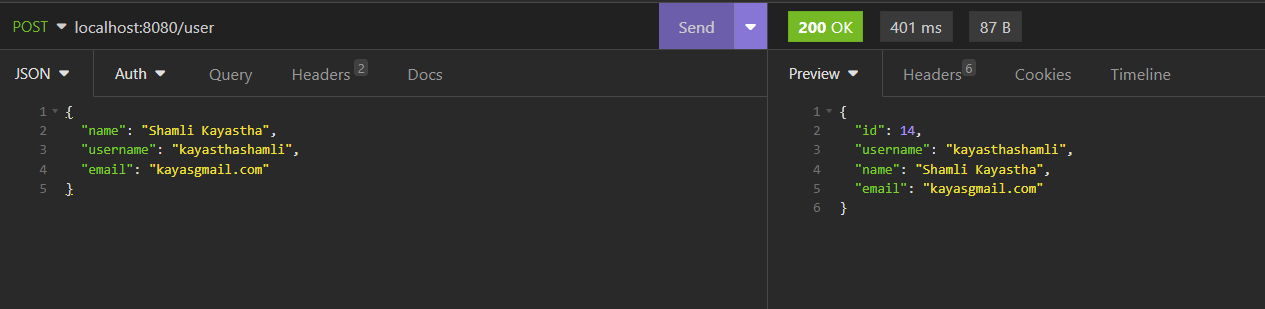 POST localhost:8080/user Send 200 OK 401 ms 87 B
JSON Auth Query Headers 2 Docs
1 {
2 "name": "Shamli Kayastha",
3 "username": "kayasthashamli",
4 "email": "kayasgmail.com"
5 }
Preview Headers 6 Cookies Timeline
1 {
2 "id": 14,
3 "username": "kayasthashamli",
4 "name": "Shamli Kayastha",
5 "email": "kayasgmail.com"
6 }